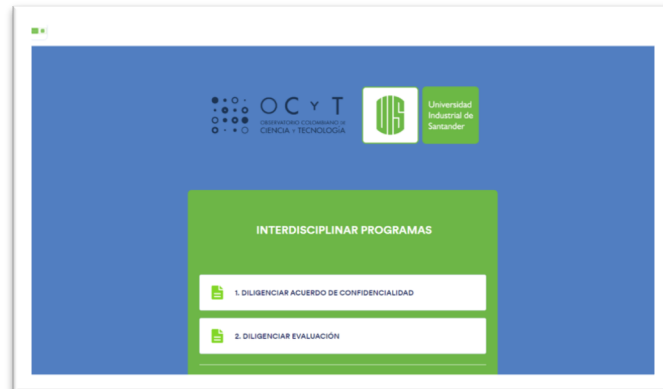 OCyT
OBSERVATORIO COLOMBIANO DE
CIENCIA Y TECNOLOGÍA
UIS
Universidad
Industrial de
Santander
INTERDISCIPLINAR PROGRAMAS
1. DILIGENCIAR ACUERDO DE CONFIDENCIALIDAD
2. DILIGENCIAR EVALUACIÓN